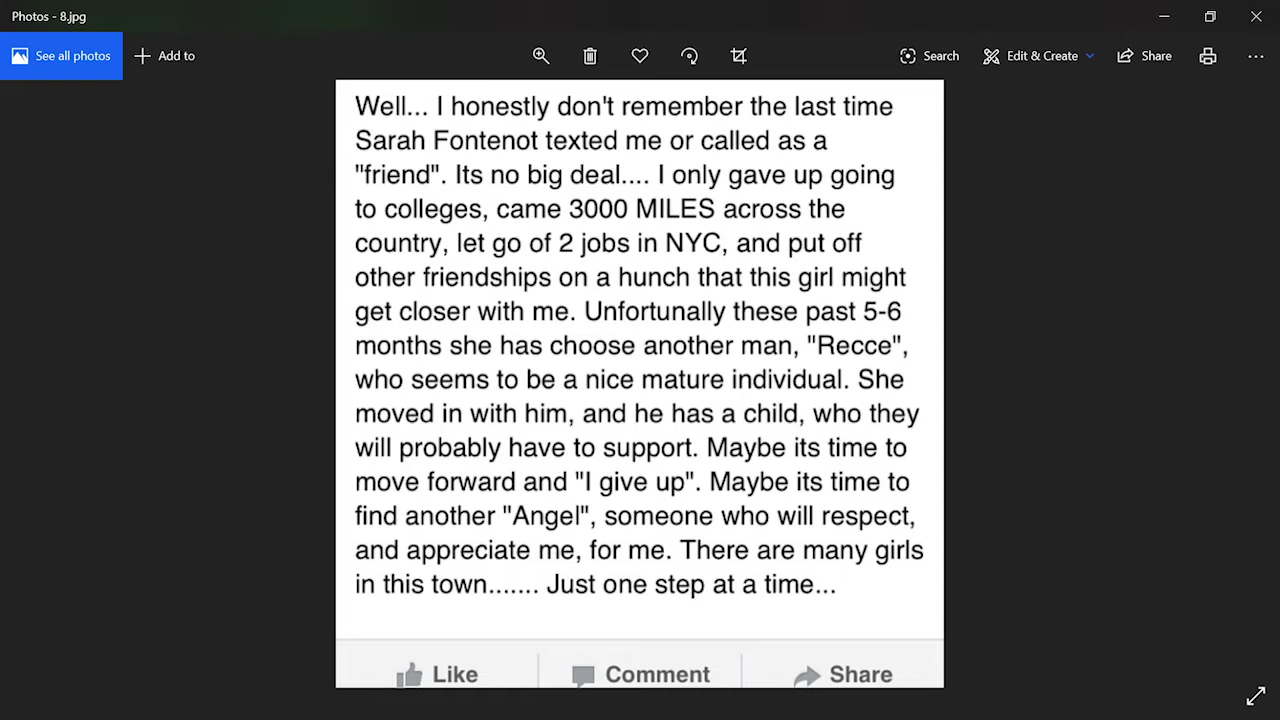 Photos - 8.jpg
See all photos
Add to
Search
Edit & Create
Share
Well... I honestly don't remember the last time
Sarah Fontenot texted me or called as a
"friend". Its no big deal.... I only gave up going
to colleges, came 3000 MILES across the
country, let go of 2 jobs in NYC, and put off
other friendships on a hunch that this girl might
get closer with me. Unfortunally these past 5-6
months she has choose another man, "Recce",
who seems to be a nice mature individual. She
moved in with him, and he has a child, who they
will probably have to support. Maybe its time to
move forward and "I give up". Maybe its time to
find another "Angel", someone who will respect,
and appreciate me, for me. There are many girls
in this town....... Just one step at a time...
Like
Comment
Share